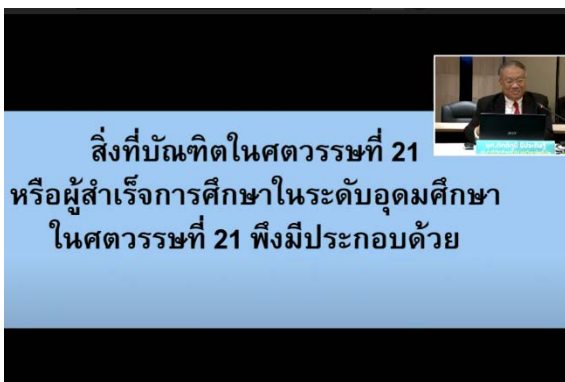 สิ่งที่บัณฑิตในศตวรรษที่ 21
หรือผู้สำเร็จการศึกษาในระดับอุดมศึกษา
ในศตวรรษที่ 21 พึงมีประกอบด้วย